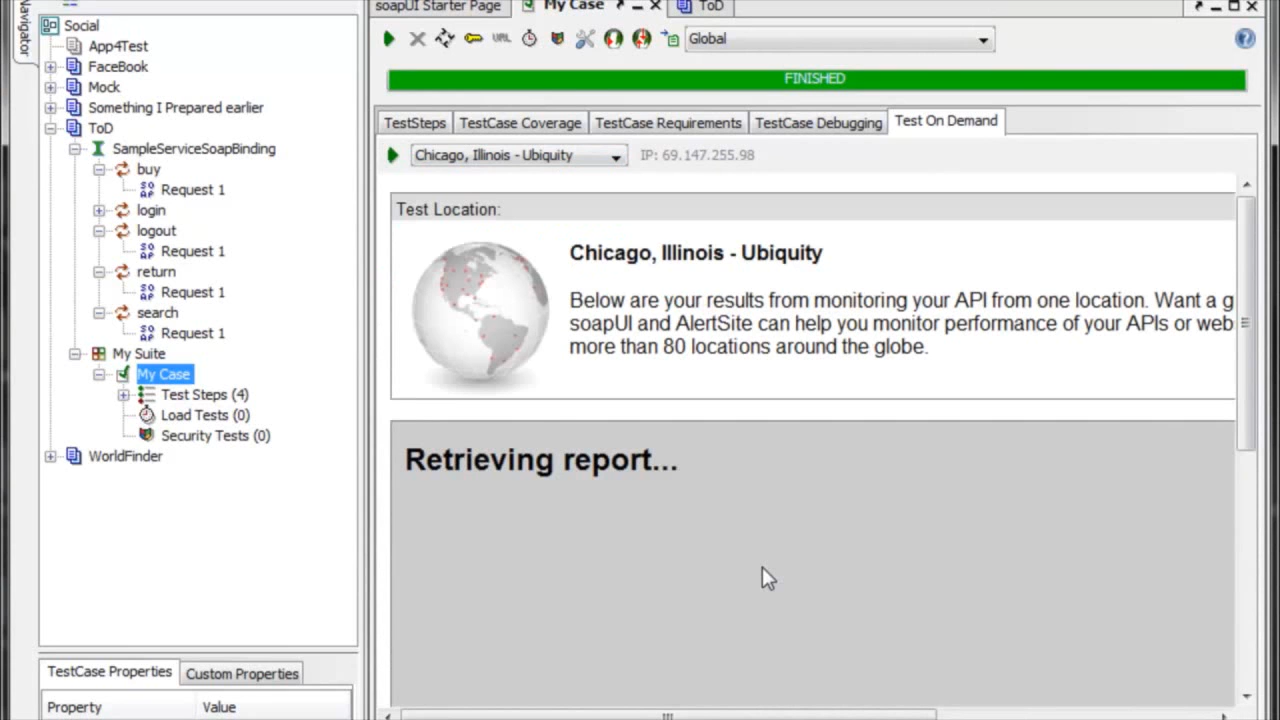 Navigator
Social
App4Test
FaceBook
Mock
Something I Prepared earlier
ToD
SampleServiceSoapBinding
buy
Request 1
login
logout
Request 1
return
Request 1
search
Request 1
My Suite
My Case
Test Steps (4)
Load Tests (0)
Security Tests (0)
WorldFinder
TestCase Properties
Custom Properties
Property Value
soapUI Starter Page
My Case
ToD
URL
Global
FINISHED
TestSteps
TestCase Coverage
TestCase Requirements
TestCase Debugging
Test On Demand
Chicago, Illinois - Ubiquity
IP: 69.147.255.98
Test Location:
Chicago, Illinois - Ubiquity
Below are your results from monitoring your API from one location. Want a g
soapUI and AlertSite can help you monitor performance of your APIs or web
more than 80 locations around the globe.
Retrieving report...